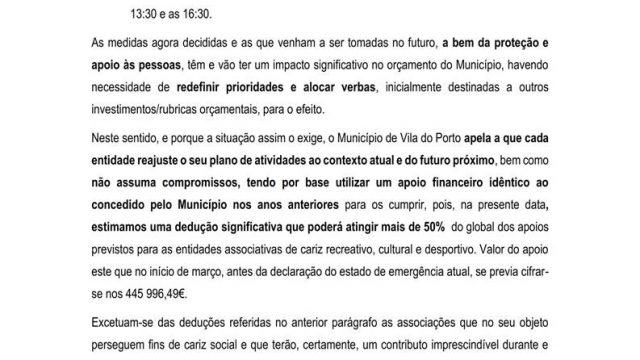 13:30 e as 16:30.
As medidas agora decididas e as que venham a ser tomadas no futuro, a bem da proteção e
apoio às pessoas, têm e vão ter um impacto significativo no orçamento do Município, havendo
necessidade de redefinir prioridades e alocar verbas, inicialmente destinadas a outros
investimentos/rubricas orçamentais, para o efeito.
Neste sentido, e porque a situação assim o exige, o Município de Vila do Porto apela a que cada
entidade reajuste o seu plano de atividades ao contexto atual e do futuro próximo, bem como
não assuma compromissos, tendo por base utilizar um apoio financeiro idêntico ao
concedido pelo Município nos anos anteriores para os cumprir, pois, na presente data,
estimamos uma dedução significativa que poderá atingir mais de 50% do global dos apoios
previstos para as entidades associativas de cariz recreativo, cultural e desportivo. Valor do apoio
este que no início de março, antes da declaração do estado de emergência atual, se previa cifrar-
se nos 445 996,49€.
Excetuam-se das deduções referidas no anterior parágrafo as associações que no seu objeto
perseguem fins de cariz social e que terão, certamente, um contributo imprescindível durante e